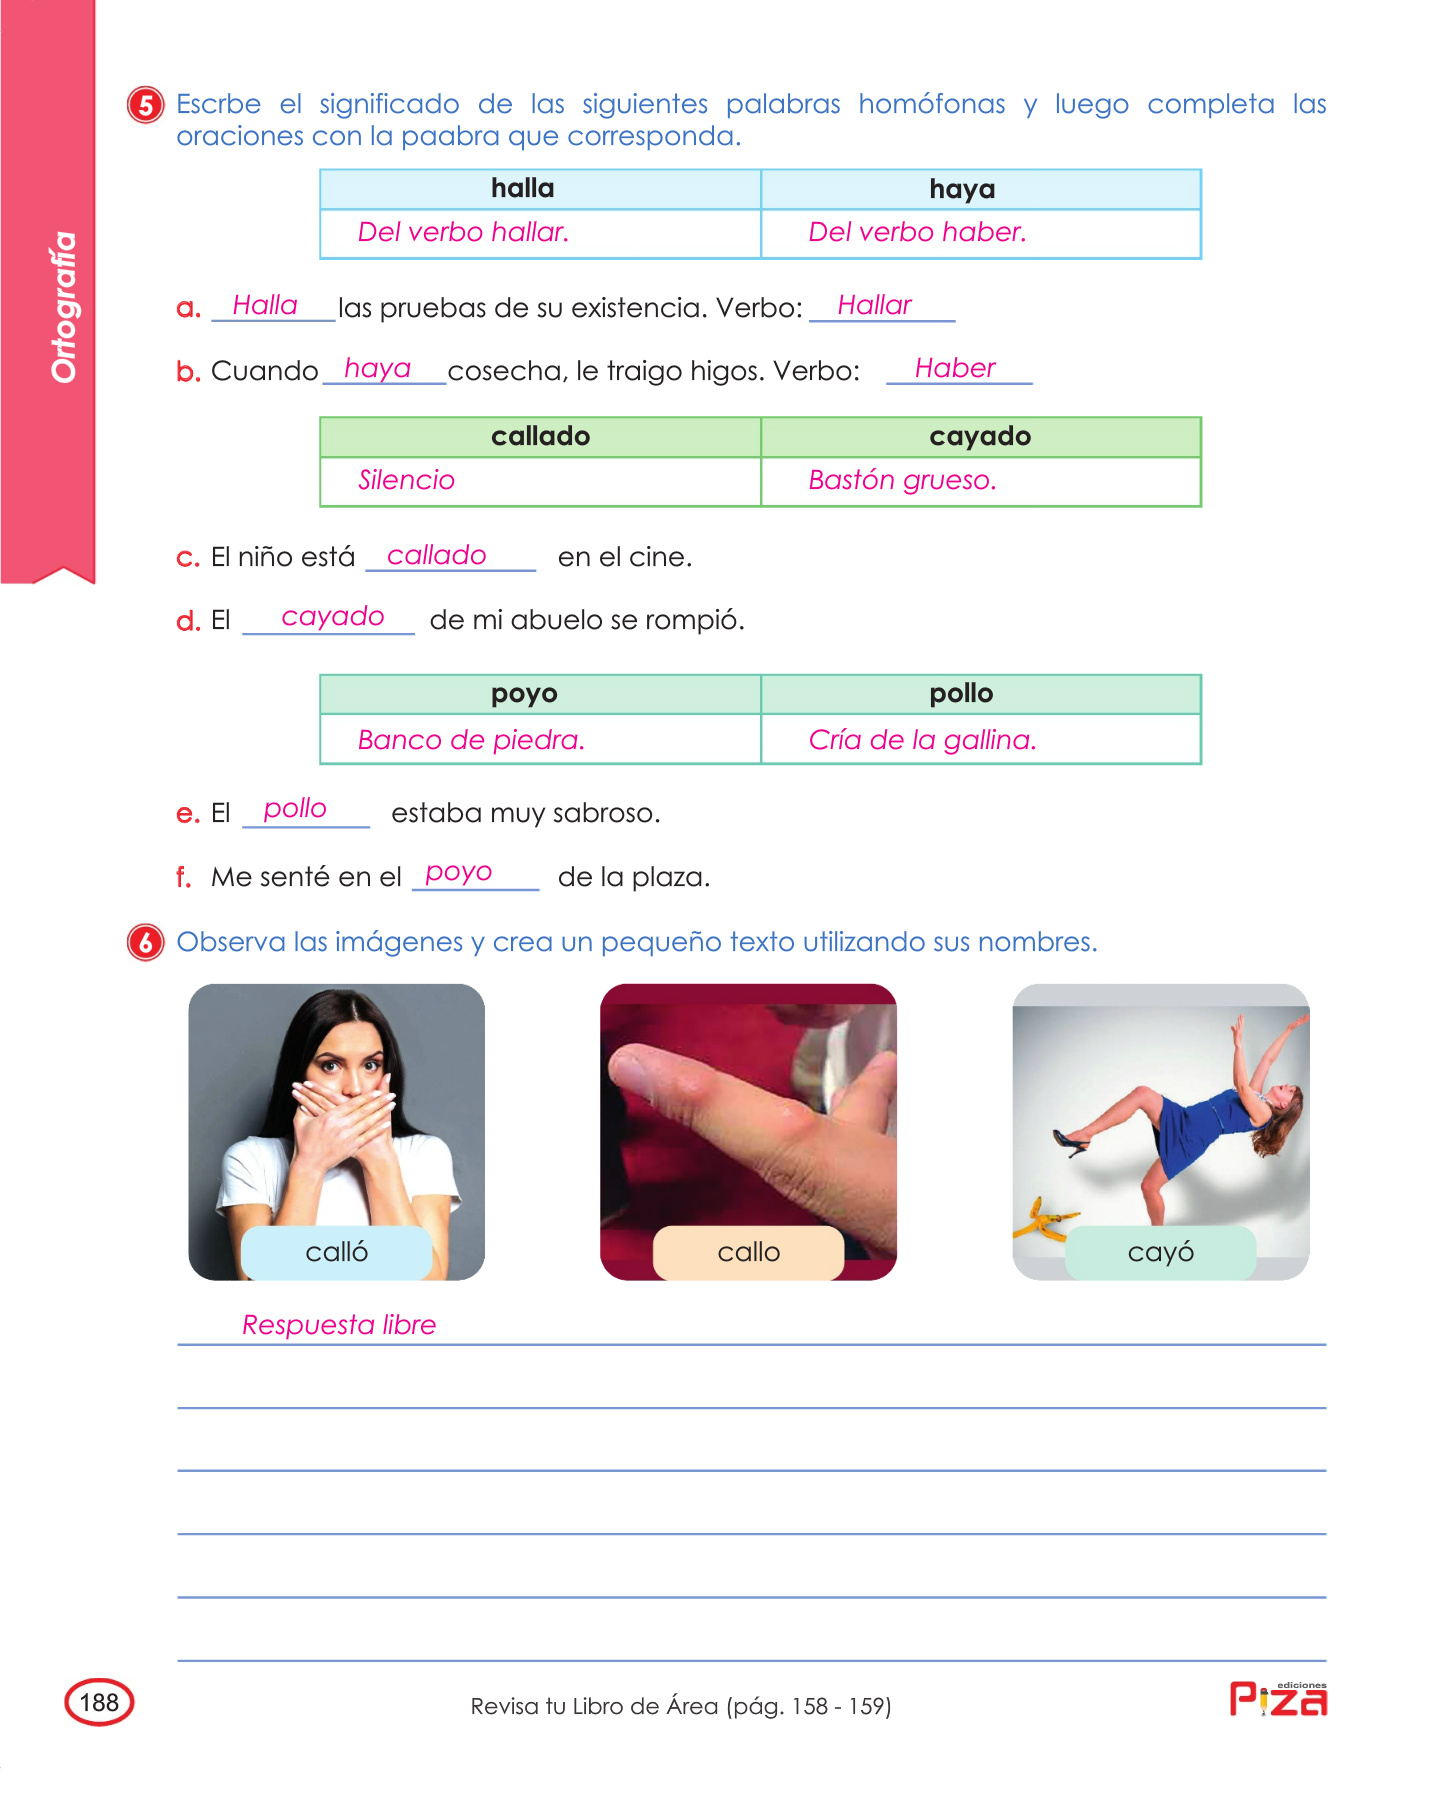 Ortografía
5 Escrbe el significado de las siguientes palabras homófonas y luego completa las
oraciones con la paabra que corresponda.
halla haya
Del verbo hallar. Del verbo haber.
a. Halla las pruebas de su existencia. Verbo: Hallar
b. Cuando haya cosecha, le traigo higos. Verbo: Haber
callado cayado
Silencio Bastón grueso.
c. El niño está callado en el cine.
d. El cayado de mi abuelo se rompió.
poyo pollo
Banco de piedra. Cría de la gallina.
e. El pollo estaba muy sabroso.
f. Me senté en el poyo de la plaza.
6 Observa las imágenes y crea un pequeño texto utilizando sus nombres.
calló callo cayó
Respuesta libre
188 Revisa tu Libro de Área (pág. 158 - 159) ediciones Piza